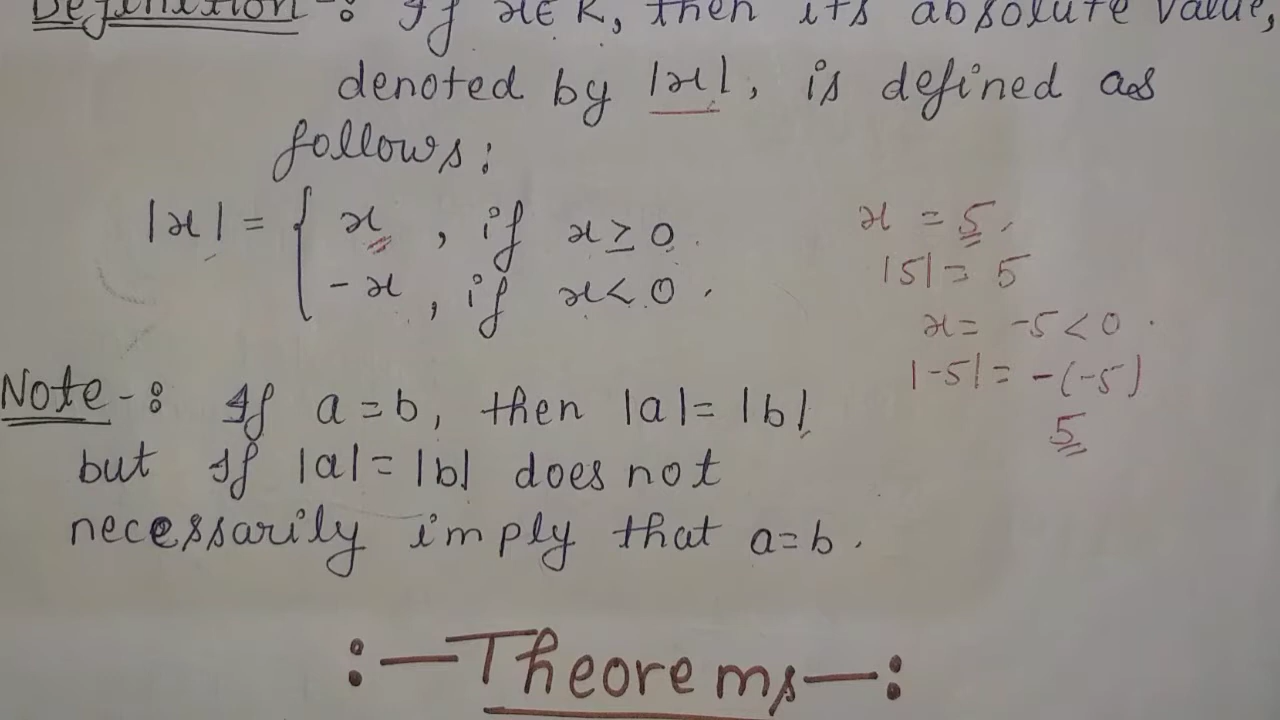 Definition -: If x∈R, then its absolute value,
denoted by |x|, is defined as
follows:
|x| = { x , if x ≥ 0.
-x , if x < 0.
x = 5.
|5| = 5
x = -5 < 0.
|-5| = -(-5)
5
Note -: If a = b, then |a| = |b|
but If |a| = |b| does not
necessarily imply that a = b.
:— Theorems —: